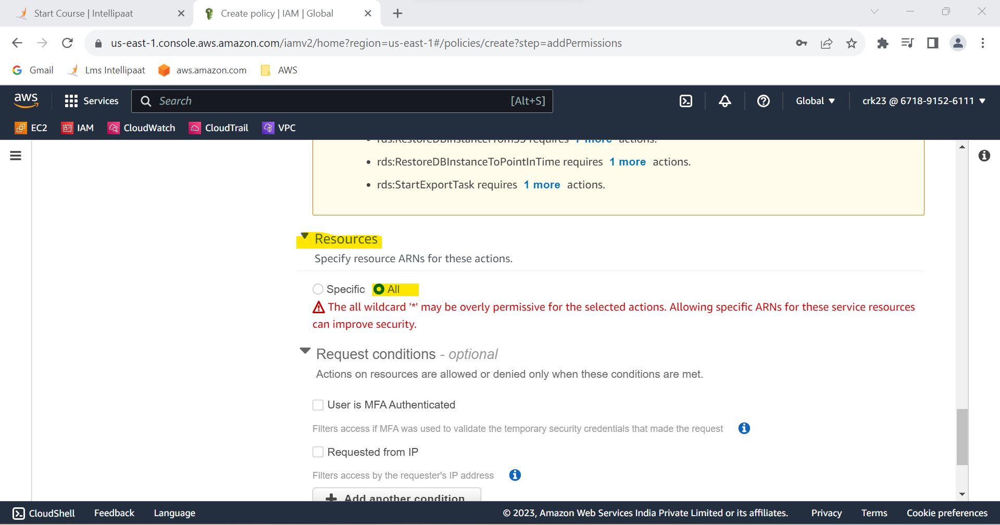 Start Course | Intellipaat
Create policy | IAM | Global
us-east-1.console.aws.amazon.com/iamv2/home?region=us-east-1#/policies/create?step=addPermissions
Gmail
Lms Intellipaat
aws.amazon.com
AWS
aws
Services
Search
[Alt+S]
Global
crk23 @ 6718-9152-6111
EC2
IAM
CloudWatch
CloudTrail
VPC
rds:RestoreDBInstanceFromS3 requires 7 more actions.
rds:RestoreDBInstanceToPointInTime requires 1 more actions.
rds:StartExportTask requires 1 more actions.
Resources
Specify resource ARNs for these actions.
Specific All
The all wildcard '*' may be overly permissive for the selected actions. Allowing specific ARNs for these service resources
can improve security.
Request conditions - optional
Actions on resources are allowed or denied only when these conditions are met.
User is MFA Authenticated
Filters access if MFA was used to validate the temporary security credentials that made the request
Requested from IP
Filters access by the requester's IP address
Add another condition
CloudShell
Feedback
Language
© 2023, Amazon Web Services India Private Limited or its affiliates.
Privacy
Terms
Cookie preferences